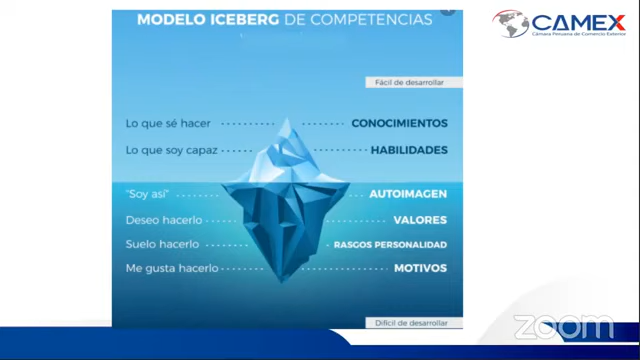 MODELO ICEBERG DE COMPETENCIAS
CAMEX
Cámara Peruana de Comercio Exterior
Fácil de desarrollar
Lo que sé hacer CONOCIMIENTOS
Lo que soy capaz HABILIDADES
"Soy así" AUTOIMAGEN
Deseo hacerlo VALORES
Suelo hacerlo RASGOS PERSONALIDAD
Me gusta hacerlo MOTIVOS
Difícil de desarrollar
zoom